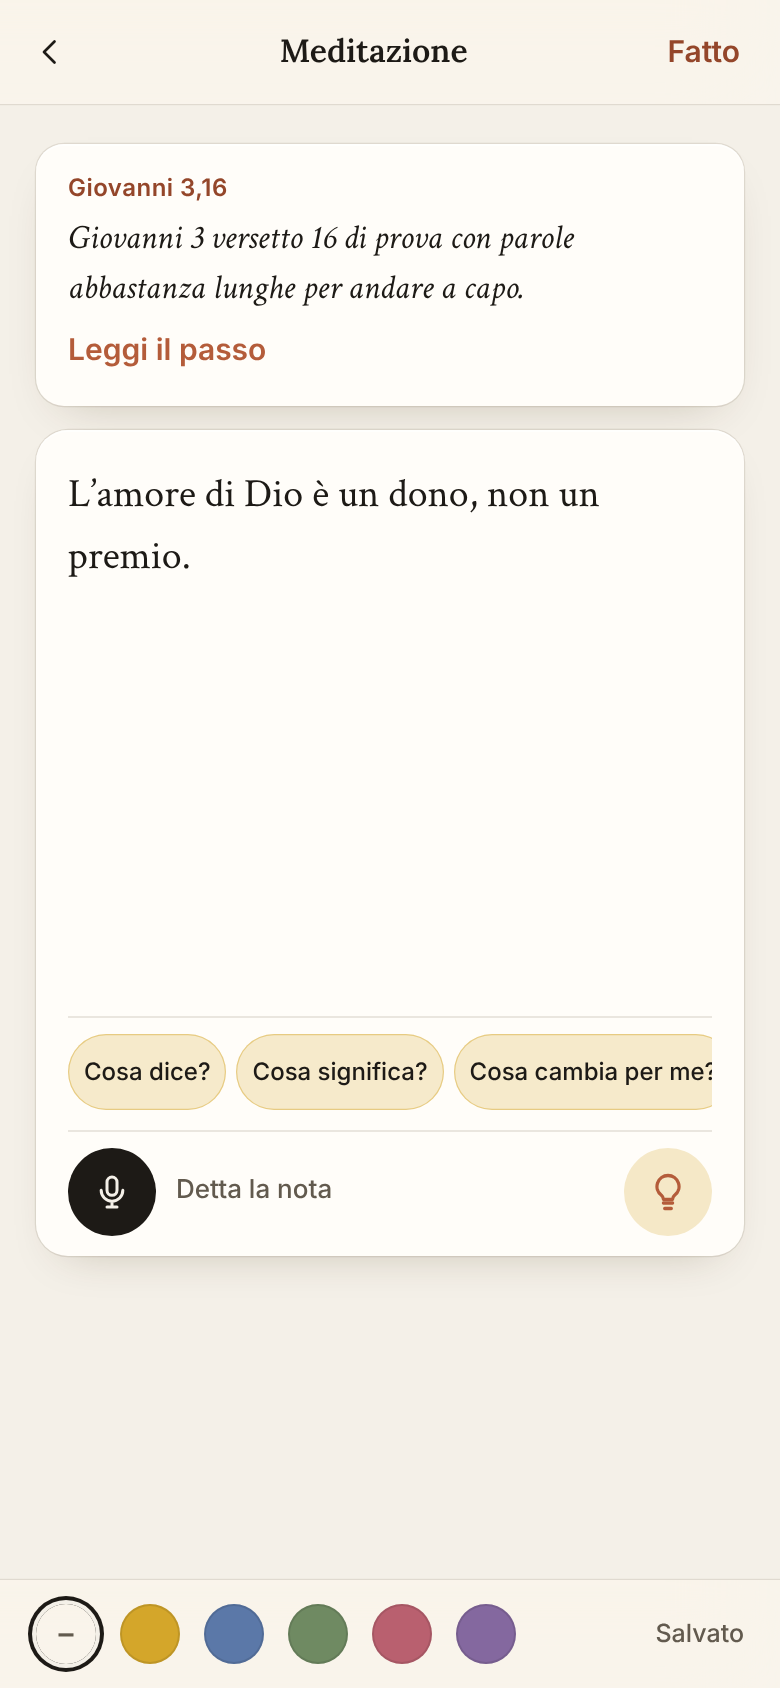 Meditazione
Fatto
Giovanni 3,16
Giovanni 3 versetto 16 di prova con parole
abbastanza lunghe per andare a capo.
Leggi il passo
L’amore di Dio è un dono, non un
premio.
Cosa dice?
Cosa significa?
Cosa cambia per me?
Detta la nota
Salvato